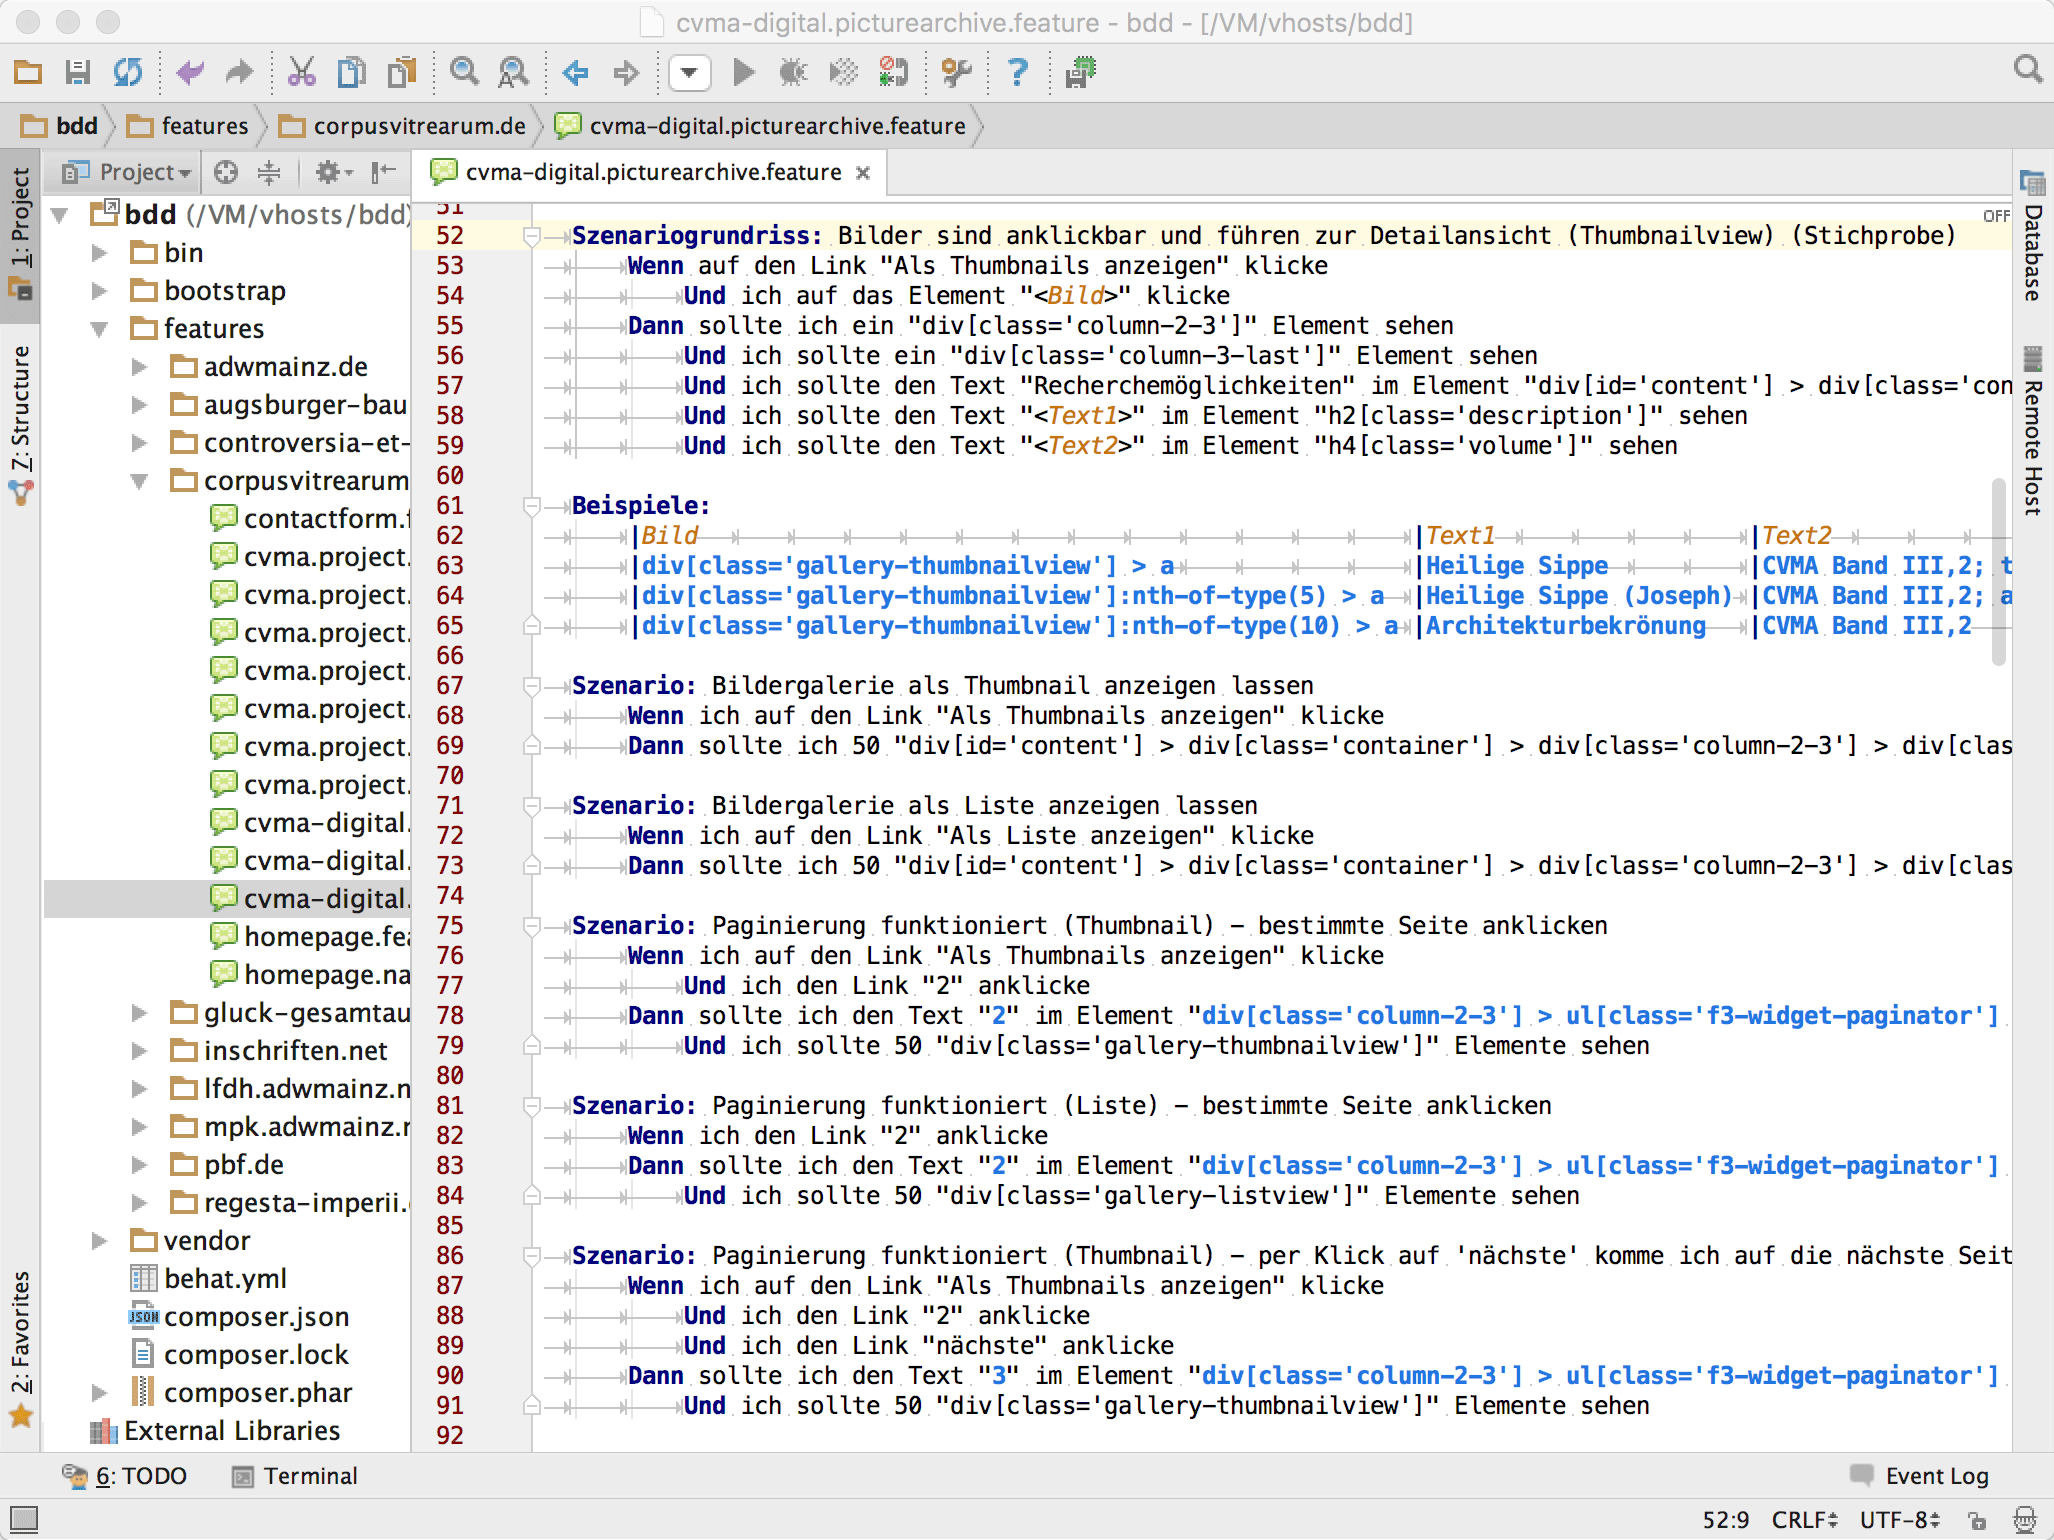 cvma-digital.picturearchive.feature - bdd - [/VM/vhosts/bdd]
bdd features corpusvitrearum.de cvma-digital.picturearchive.feature
Project cvma-digital.picturearchive.feature
1: Project
7: Structure
2: Favorites
bdd (/VM/vhosts/bdd)
bin
bootstrap
features
adwmainz.de
augsburger-bau
controversia-et-
corpusvitrearum
contactform.f
cvma.project.
cvma.project.
cvma.project.
cvma.project.
cvma.project.
cvma.project.
cvma.project.
cvma-digital.
cvma-digital.
cvma-digital.
homepage.fea
homepage.na
gluck-gesamtau
inschriften.net
lfdh.adwmainz.n
mpk.adwmainz.r
pbf.de
regesta-imperii.
vendor
behat.yml
JSON composer.json
composer.lock
composer.phar
External Libraries
51
OFF
52 Szenariogrundriss: Bilder sind anklickbar und führen zur Detailansicht (Thumbnailview) (Stichprobe)
53 Wenn auf den Link "Als Thumbnails anzeigen" klicke
54 Und ich auf das Element "<Bild>" klicke
55 Dann sollte ich ein "div[class='column-2-3']" Element sehen
56 Und ich sollte ein "div[class='column-3-last']" Element sehen
57 Und ich sollte den Text "Recherchemöglichkeiten" im Element "div[id='content'] > div[class='con
58 Und ich sollte den Text "<Text1>" im Element "h2[class='description']" sehen
59 Und ich sollte den Text "<Text2>" im Element "h4[class='volume']" sehen
60
61 Beispiele:
62 |Bild |Text1 |Text2
63 |div[class='gallery-thumbnailview'] > a |Heilige Sippe |CVMA Band III,2; t
64 |div[class='gallery-thumbnailview']:nth-of-type(5) > a |Heilige Sippe (Joseph) |CVMA Band III,2; a
65 |div[class='gallery-thumbnailview']:nth-of-type(10) > a |Architekturbekrönung |CVMA Band III,2
66
67 Szenario: Bildergalerie als Thumbnail anzeigen lassen
68 Wenn ich auf den Link "Als Thumbnails anzeigen" klicke
69 Dann sollte ich 50 "div[id='content'] > div[class='container'] > div[class='column-2-3'] > div[clas
70
71 Szenario: Bildergalerie als Liste anzeigen lassen
72 Wenn ich auf den Link "Als Liste anzeigen" klicke
73 Dann sollte ich 50 "div[id='content'] > div[class='container'] > div[class='column-2-3'] > div[clas
74
75 Szenario: Paginierung funktioniert (Thumbnail) - bestimmte Seite anklicken
76 Wenn ich auf den Link "Als Thumbnails anzeigen" klicke
77 Und ich den Link "2" anklicke
78 Dann sollte ich den Text "2" im Element "div[class='column-2-3'] > ul[class='f3-widget-paginator']
79 Und ich sollte 50 "div[class='gallery-thumbnailview']" Elemente sehen
80
81 Szenario: Paginierung funktioniert (Liste) - bestimmte Seite anklicken
82 Wenn ich den Link "2" anklicke
83 Dann sollte ich den Text "2" im Element "div[class='column-2-3'] > ul[class='f3-widget-paginator']
84 Und ich sollte 50 "div[class='gallery-listview']" Elemente sehen
85
86 Szenario: Paginierung funktioniert (Thumbnail) - per Klick auf 'nächste' komme ich auf die nächste Seit
87 Wenn ich auf den Link "Als Thumbnails anzeigen" klicke
88 Und ich den Link "2" anklicke
89 Und ich den Link "nächste" anklicke
90 Dann sollte ich den Text "3" im Element "div[class='column-2-3'] > ul[class='f3-widget-paginator']
91 Und ich sollte 50 "div[class='gallery-thumbnailview']" Elemente sehen
92
Database
Remote Host
6: TODO Terminal Event Log
52:9 CRLF UTF-8